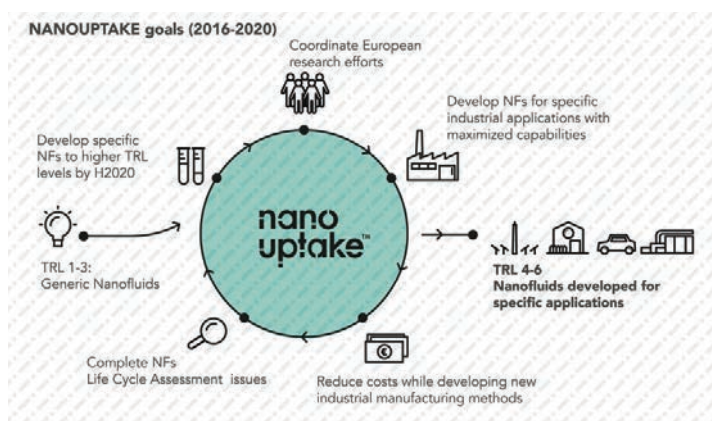 NANOUPTAKE goals (2016-2020)
Coordinate European
research efforts
Develop NFs for specific
industrial applications with
maximized capabilities
Develop specific
NFs to higher TRL
levels by H2020
nano
uptake™
TRL 1-3:
Generic Nanofluids
TRL 4-6
Nanofluids developed for
specific applications
Complete NFs
Life Cycle Assessment issues
€
Reduce costs while developing new
industrial manufacturing methods